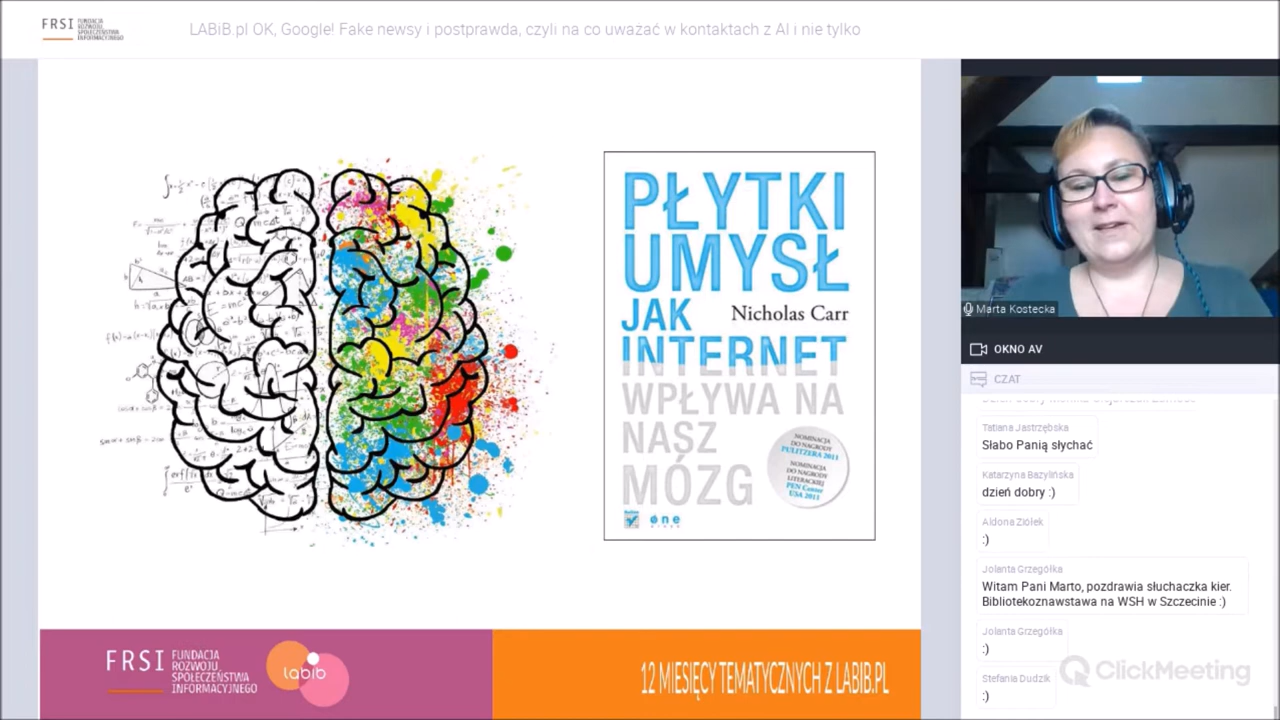 FRSI
FUNDACJA
ROZWOJU
SPOŁECZEŃSTWA
INFORMACYJNEGO
LABiB.pl OK, Google! Fake newsy i postprawda, czyli na co uważać w kontaktach z AI i nie tylko
PŁYTKI
UMYSŁ
JAK
Nicholas Carr
INTERNET
WPŁYWA NA
NASZ
MÓZG
NOMINACJA
DO NAGRODY
PULITZERA 2011
NOMINACJA
DO NAGRODY
LITERACKIEJ
PEN Center
USA 2011
one
FRSI
FUNDACJA
ROZWOJU
SPOŁECZEŃSTWA
INFORMACYJNEGO
labib
12 MIESIĘCY TEMATYCZNYCH Z LABIB.PL
Marta Kostecka
OKNO AV
CZAT
Tatiana Jastrzębska
Słabo Panią słychać
Katarzyna Bazylińska
dzień dobry :)
Aldona Ziółek
:)
Jolanta Grzegółka
Witam Pani Marto, pozdrawia słuchaczka kier.
Bibliotekoznawstawa na WSH w Szczecinie :)
Jolanta Grzegółka
:)
Stefania Dudzik
:)
ClickMeeting